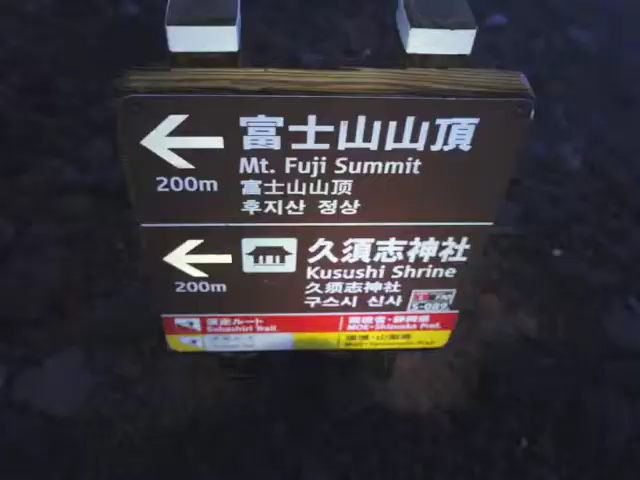 富士山山頂
Mt. Fuji Summit
200m
富士山山顶
후지산 정상
久須志神社
Kusushi Shrine
200m
久须志神社
구스시 신사
S-089
須走ルート
Subashiri Trail
環境省・静岡県
MOE・Shizuoka Pref.